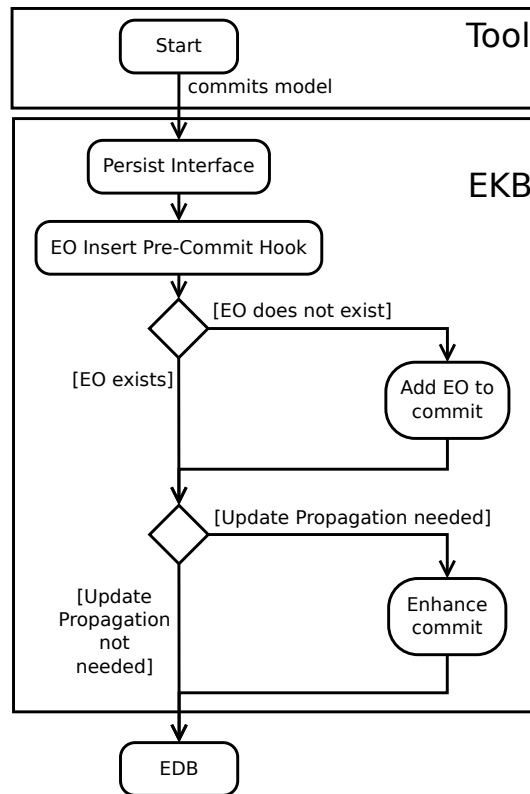 Tool
Start
commits model
Persist Interface
EKB
EO Insert Pre-Commit Hook
[EO does not exist]
[EO exists]
Add EO to
commit
[Update Propagation needed]
[Update
Propagation
not
needed]
Enhance
commit
EDB